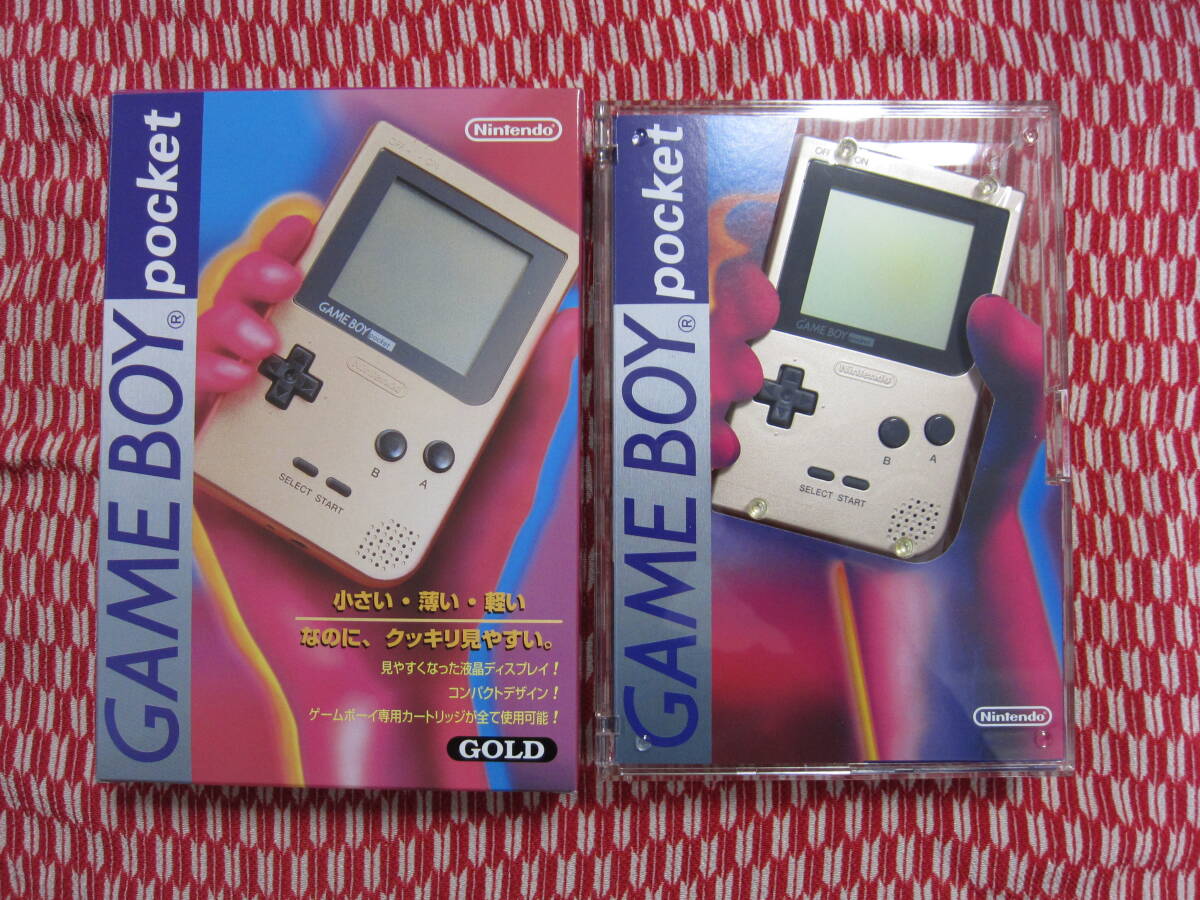 GAME BOY® pocket
Nintendo®
OFF ON
GAME BOY pocket
Nintendo
B A
SELECT START
小さい・薄い・軽い
なのに、クッキリ見やすい。
見やすくなった液晶ディスプレイ!
コンパクトデザイン!
ゲームボーイ専用カートリッジが全て使用可能!
GOLD
GAME BOY® pocket
OFF ON
GAME BOY pocket
Nintendo
B A
SELECT START
Nintendo®